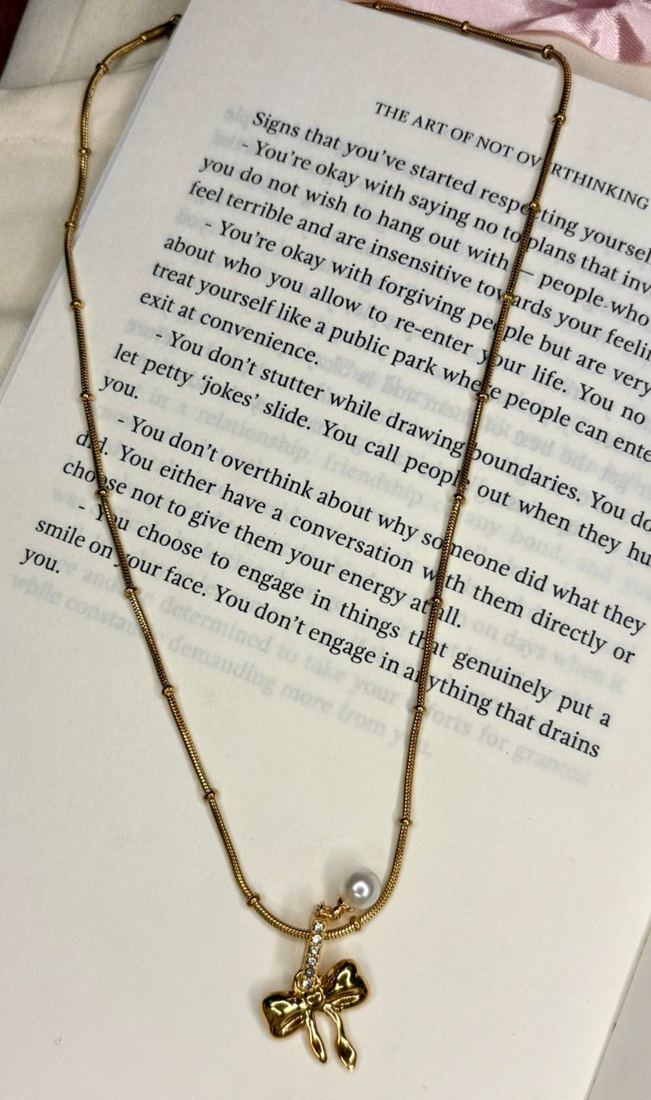 THE ART OF NOT OVERTHINKING
Signs that you've started respecting yoursel
- You're okay with saying no to plans that inv
you do not wish to hang out with — people who
feel terrible and are insensitive towards your feeli
- You're okay with forgiving people but are very
about who you allow to re-enter your life. You no
treat yourself like a public park where people can ente
exit at convenience.
- You don't stutter while drawing boundaries. You do
let petty 'jokes' slide. You call people out when they hu
you.
- You don't overthink about why someone did what they
did. You either have a conversation with them directly or
choose not to give them your energy at all.
- You choose to engage in things that genuinely put a
smile on your face. You don't engage in anything that drains
you.